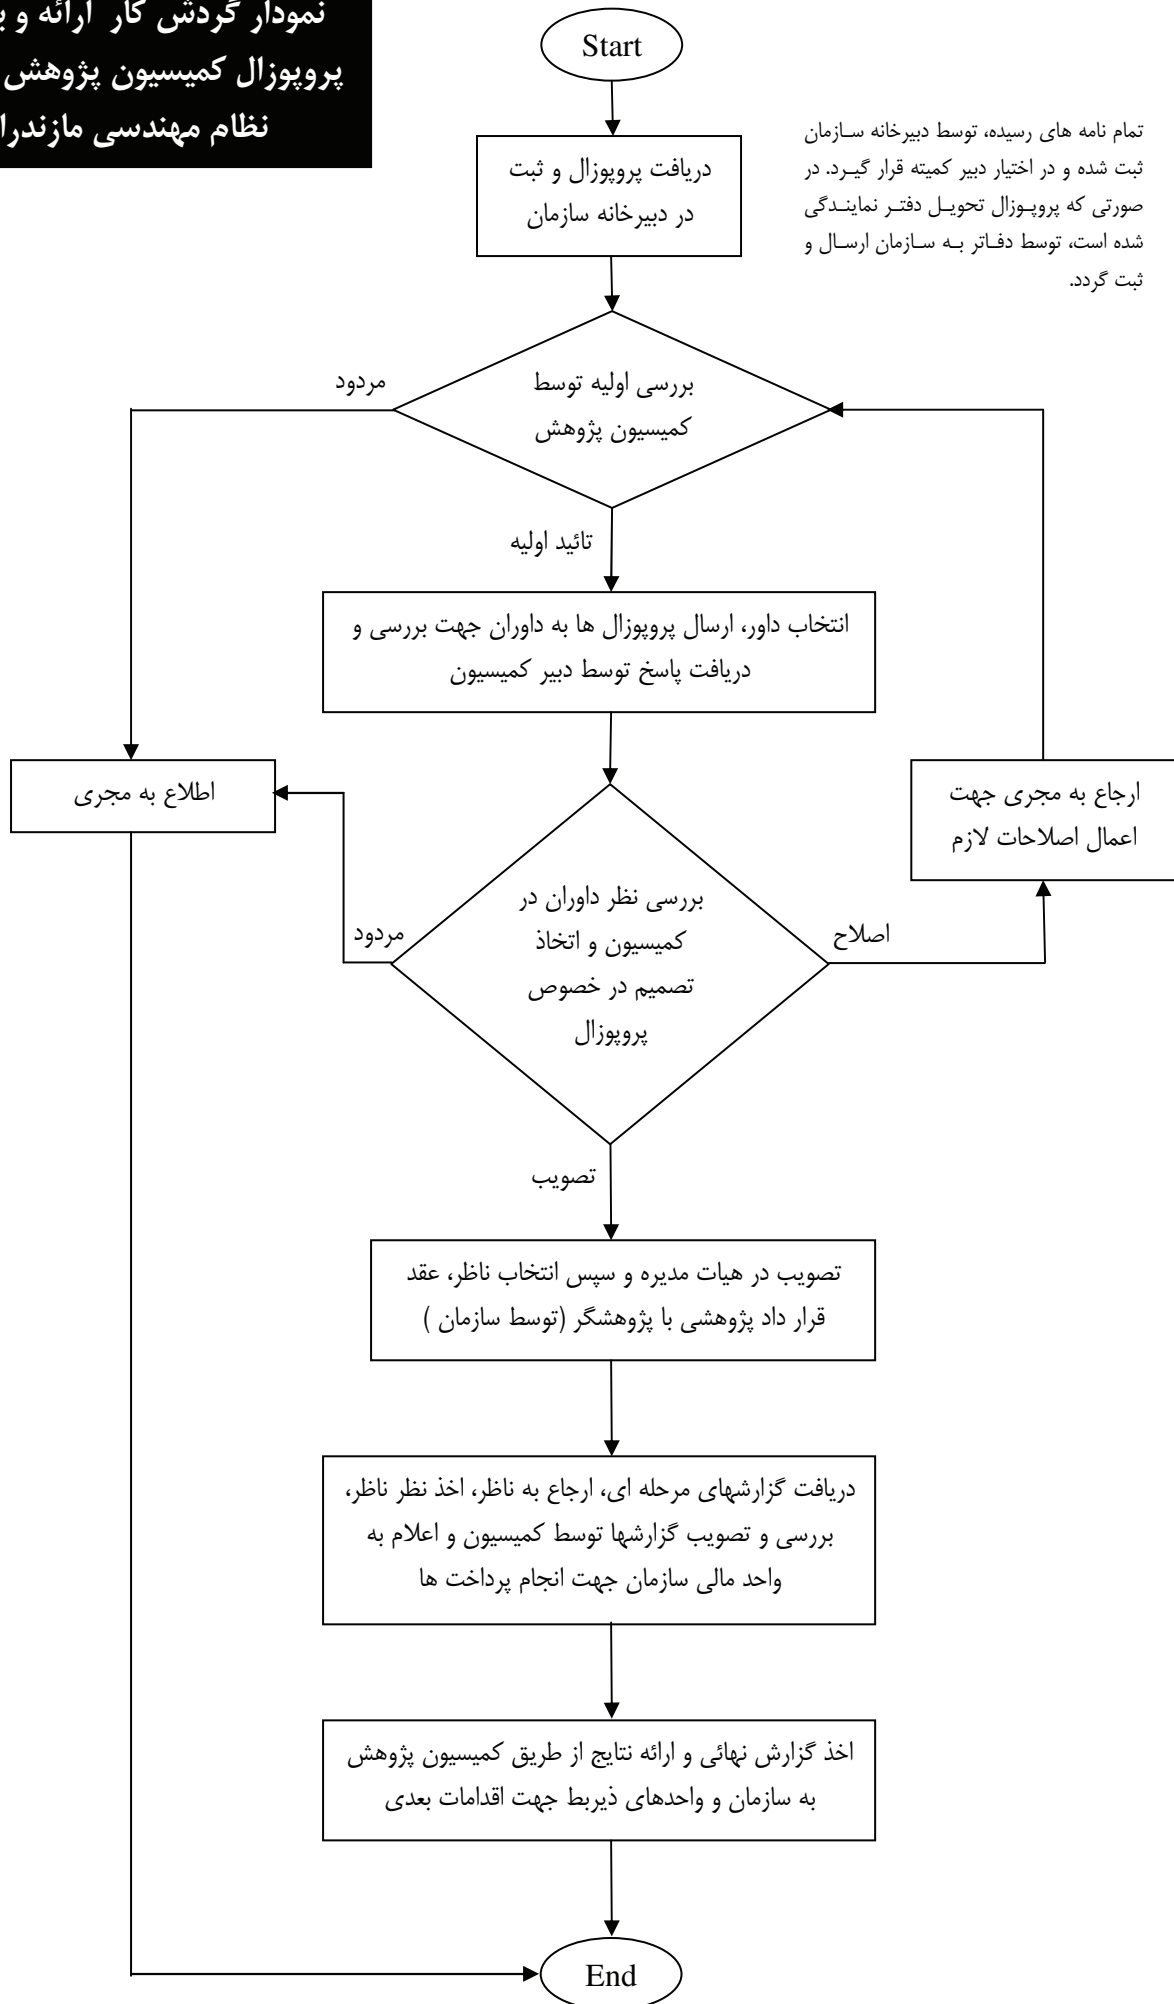 نمودار گردش کار ارائه و
پروپوزال کمیسیون پژوهش
نظام مهندسی
Start
تمام نامه های رسیده، توسط دبیرخانه سازمان
ثبت شده و در اختیار دبیر کمیته قرار گیرد. در
صورتی که پروپوزال تحویل دفتر نمایندگی
شده است، توسط دفاتر به سازمان ارسال و
ثبت گردد.
دریافت پروپوزال و ثبت
در دبیرخانه سازمان
بررسی اولیه توسط
کمیسیون پژوهش
مردود
تائید اولیه
انتخاب داور، ارسال پروپوزال ها به داوران جهت بررسی و
دریافت پاسخ توسط دبیر کمیسیون
ارجاع به مجری جهت
اعمال اصلاحات لازم
اطلاع به مجری
بررسی نظر داوران در
کمیسیون و اتخاذ
تصمیم در خصوص
پروپوزال
اصلاح
مردود
تصویب
تصویب در هیات مدیره و سپس انتخاب ناظر، عقد
قرار داد پژوهشی با پژوهشگر (توسط سازمان )
دریافت گزارشهای مرحله ای، ارجاع به ناظر، اخذ نظر ناظر،
بررسی و تصویب گزارشها توسط کمیسیون و اعلام به
واحد مالی سازمان جهت انجام پرداخت ها
اخذ گزارش نهائی و ارائه نتایج از طریق کمیسیون پژوهش
به سازمان و واحدهای ذیربط جهت اقدامات بعدی
End